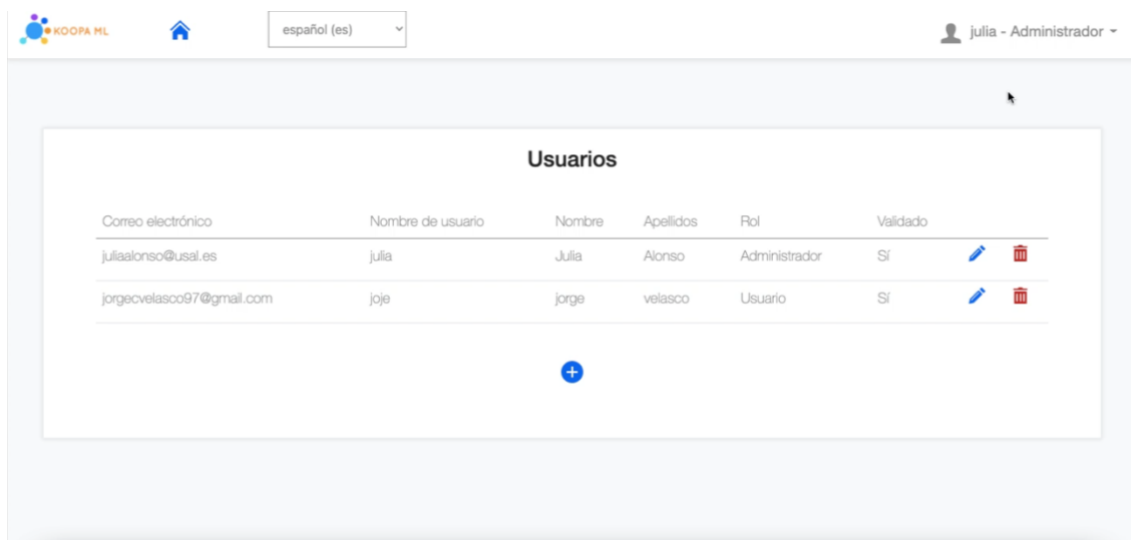 KOOPA ML español (es) julia - Administrador
Usuarios
Correo electrónico Nombre de usuario Nombre Apellidos Rol Validado
juliaalonso@usal.es julia Julia Alonso Administrador Sí
jorgecvelasco97@gmail.com joje jorge velasco Usuario Sí